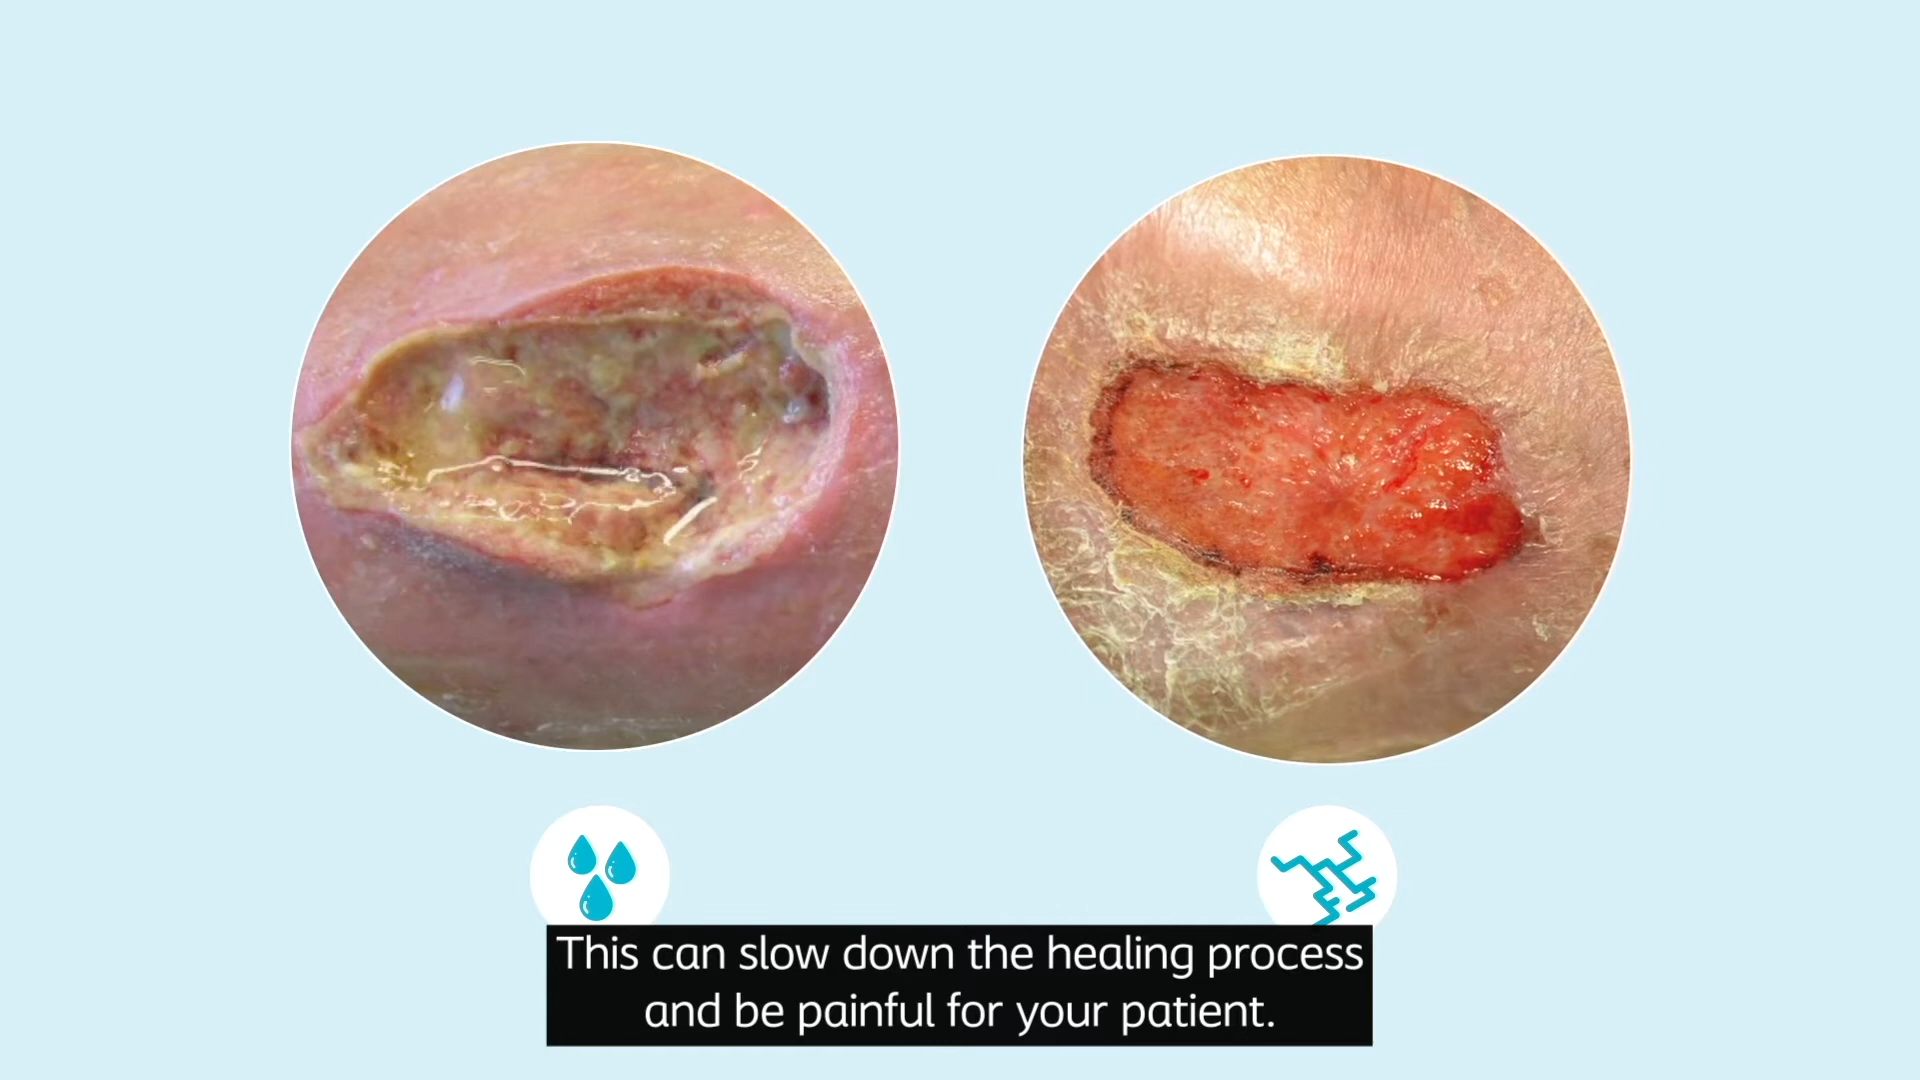 This can slow down the healing process
and be painful for your patient.